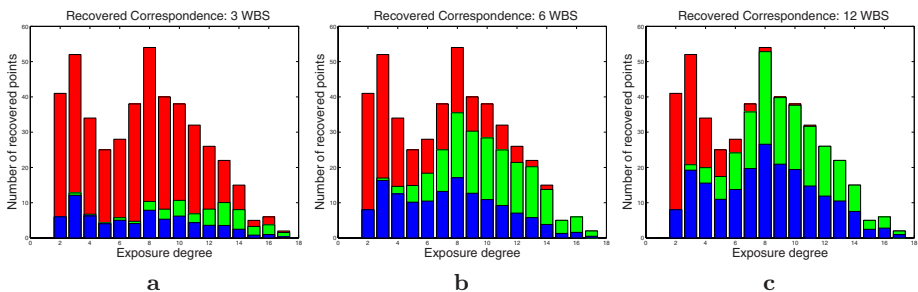 Recovered Correspondence: 3 WBS
Number of recovered points
60
50
40
30
20
10
0
0 2 4 6 8 10 12 14 16 18
Exposure degree
a
Recovered Correspondence: 6 WBS
Number of recovered points
60
50
40
30
20
10
0
0 2 4 6 8 10 12 14 16 18
Exposure degree
b
Recovered Correspondence: 12 WBS
Number of recovered points
60
50
40
30
20
10
0
0 2 4 6 8 10 12 14 16 18
Exposure degree
c